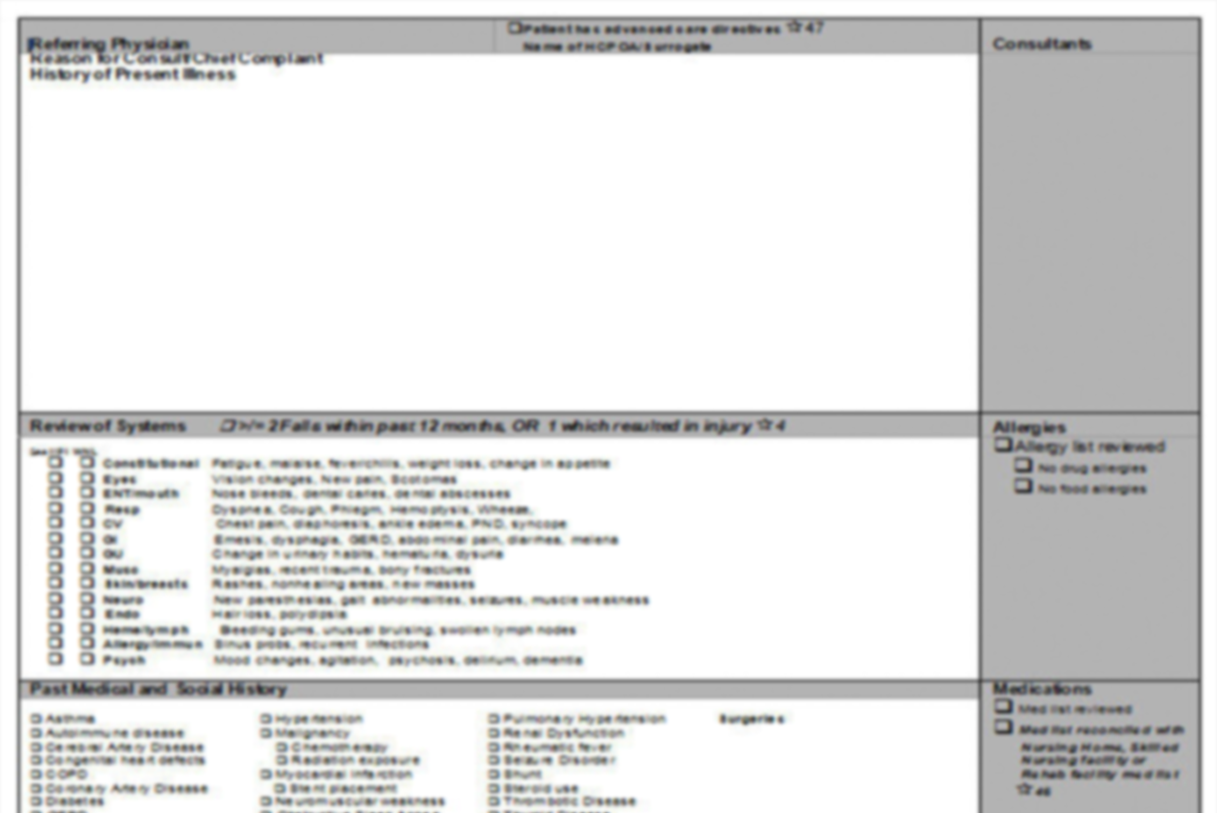 ❏Patient has advanced care directives ☆47
Referring Physician
Name of HCPOA/Surrogate
Consultants
Reason for Consult/Chief Complaint
History of Present Illness
Review of Systems ❏>/= 2 Falls within past 12 months, OR 1 which resulted in injury ☆4
Allergies
❏Allergy list reviewed
❏ No drug allergies
❏ No food allergies
❏ ❏ Constitutional Fatigue, malaise, fever/chills, weight loss, change in appetite
❏ ❏ Eyes Vision changes, New pain, Scotomas
❏ ❏ ENT/mouth Nose bleeds, dental caries, dental abscesses
❏ ❏ Resp Dyspnea, Cough, Phlegm, Hemoptysis, Wheeze,
❏ ❏ CV Chest pain, diaphoresis, ankle edema, PND, syncope
❏ ❏ GI Emesis, dysphagia, GERD, abdominal pain, diarrhea, melena
❏ ❏ GU Change in urinary habits, hematuria, dysuria
❏ ❏ Musc Myalgias, recent trauma, bony fractures
❏ ❏ Skin/breasts Rashes, nonhealing areas, new masses
❏ ❏ Neuro New paresthesias, gait abnormalities, seizures, muscle weakness
❏ ❏ Endo Hair loss, polydipsia
❏ ❏ Heme/lymph Bleeding gums, unusual bruising, swollen lymph nodes
❏ ❏ Allergy/immun Sinus probs, recurrent infections
❏ ❏ Psych Mood changes, agitation, psychosis, delirium, dementia
Past Medical and Social History
Medications
❏ Med list reviewed
❏ Med list reconciled with
Nursing Home, Skilled
Nursing facility or
Rehab facility med list
☆46
❏ Asthma ❏ Hypertension ❏ Pulmonary Hypertension Surgeries
❏ Autoimmune disease ❏ Malignancy ❏ Renal Dysfunction
❏ Cerebral Artery Disease ❏ Chemotherapy ❏ Rheumatic fever
❏ Congenital heart defects ❏ Radiation exposure ❏ Seizure Disorder
❏ COPD ❏ Myocardial Infarction ❏ Shunt
❏ Coronary Artery Disease ❏ Stent placement ❏ Steroid use
❏ Diabetes ❏ Neuromuscular weakness ❏ Thrombotic Disease